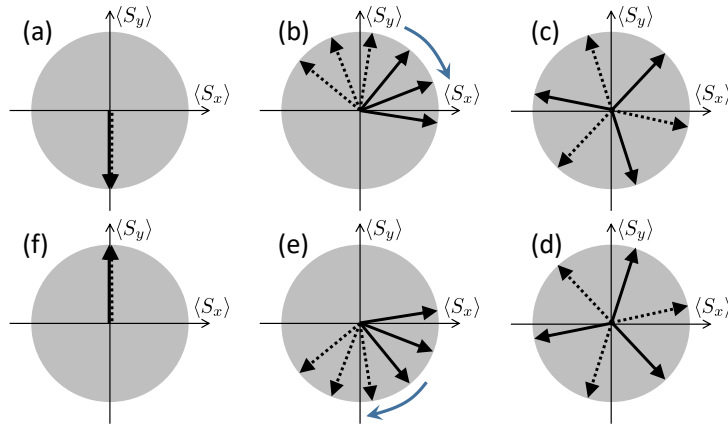 (a) ⟨S_y⟩
⟨S_x⟩
(b) ⟨S_y⟩
⟨S_x⟩
(c) ⟨S_y⟩
⟨S_x⟩
(f) ⟨S_y⟩
⟨S_x⟩
(e) ⟨S_y⟩
⟨S_x⟩
(d) ⟨S_y⟩
⟨S_x⟩